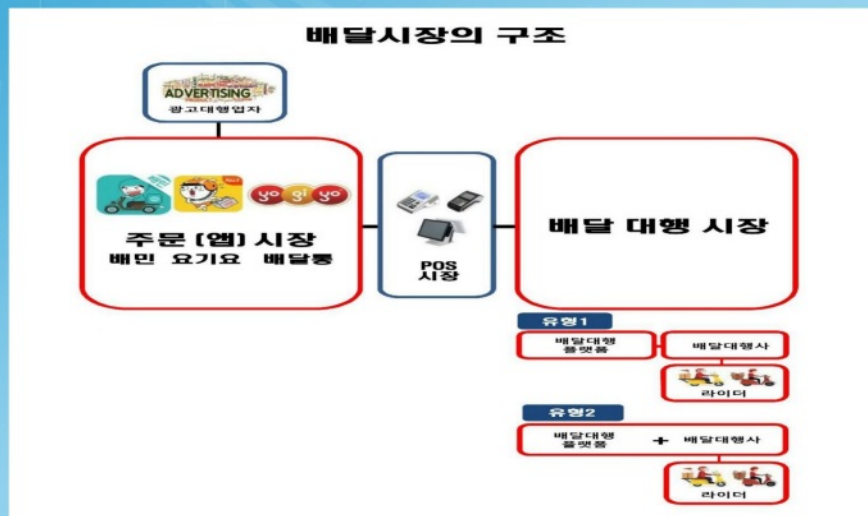 배달시장의 구조
ADVERTISING
광고대행업자
yo gi yo
주문 (앱) 시장
배민 요기요 배달통
POS
시장
배달 대행 시장
유형1
배달대행
플랫폼
배달대행사
라이더
유형2
배달대행
플랫폼
+
배달대행사
라이더